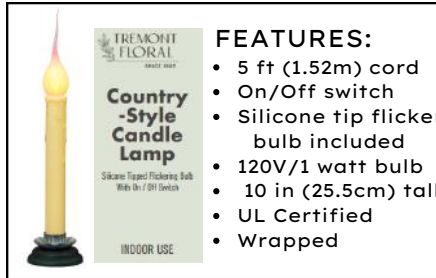 TREMONT
FLORAL
SINCE 1925
Country
-Style
Candle
Lamp
Silicone Tipped Flickering Bulb
With On / Off Switch
INDOOR USE
FEATURES:
• 5 ft (1.52m) cord
• On/Off switch
• Silicone tip flicker
bulb included
• 120V/1 watt bulb
• 10 in (25.5cm) tall
• UL Certified
• Wrapped